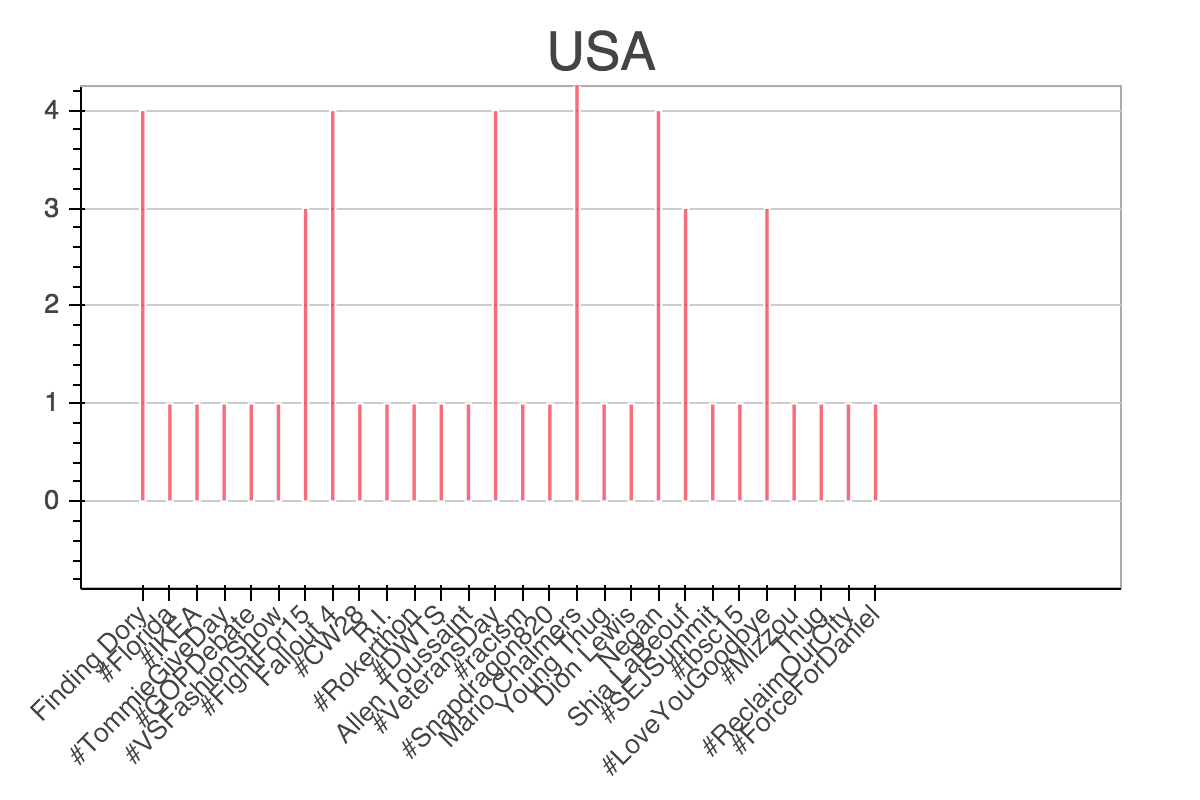 USA
4
3
2
1
0
Finding Dory
#Florida
#IKEA
#TommieGiveDay
#GOPDebate
#VSFashionShow
#FightFor15
Fallout 4
#CW28
R.I.
#Rokerthon
#DWTS
Allen Toussaint
#VeteransDay
#racism
#Snapdragon820
Mario Chalmers
Young Thug
Dion Lewis
Negan
Shia LaBeouf
#SEJSummit
#ibsc15
#LoveYouGoodbye
#Mizzou
Thug
#ReclaimOurCity
#ForceForDaniel